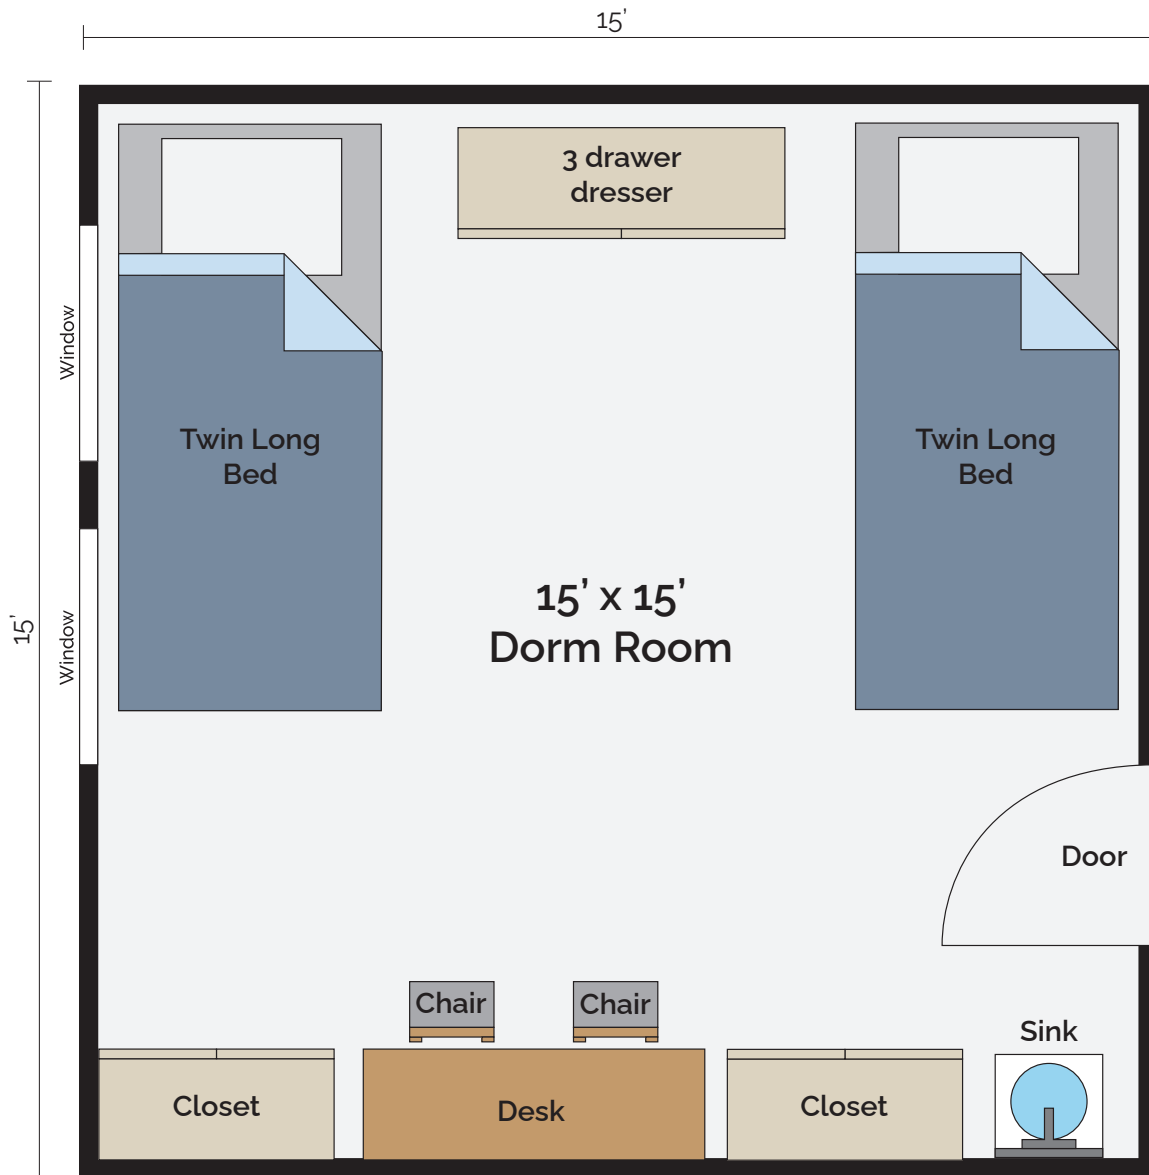 15’
3 drawer
dresser
Window
Twin Long
Bed
Twin Long
Bed
15’ x 15’
Dorm Room
15’
Window
Door
Chair
Chair
Sink
Closet
Desk
Closet